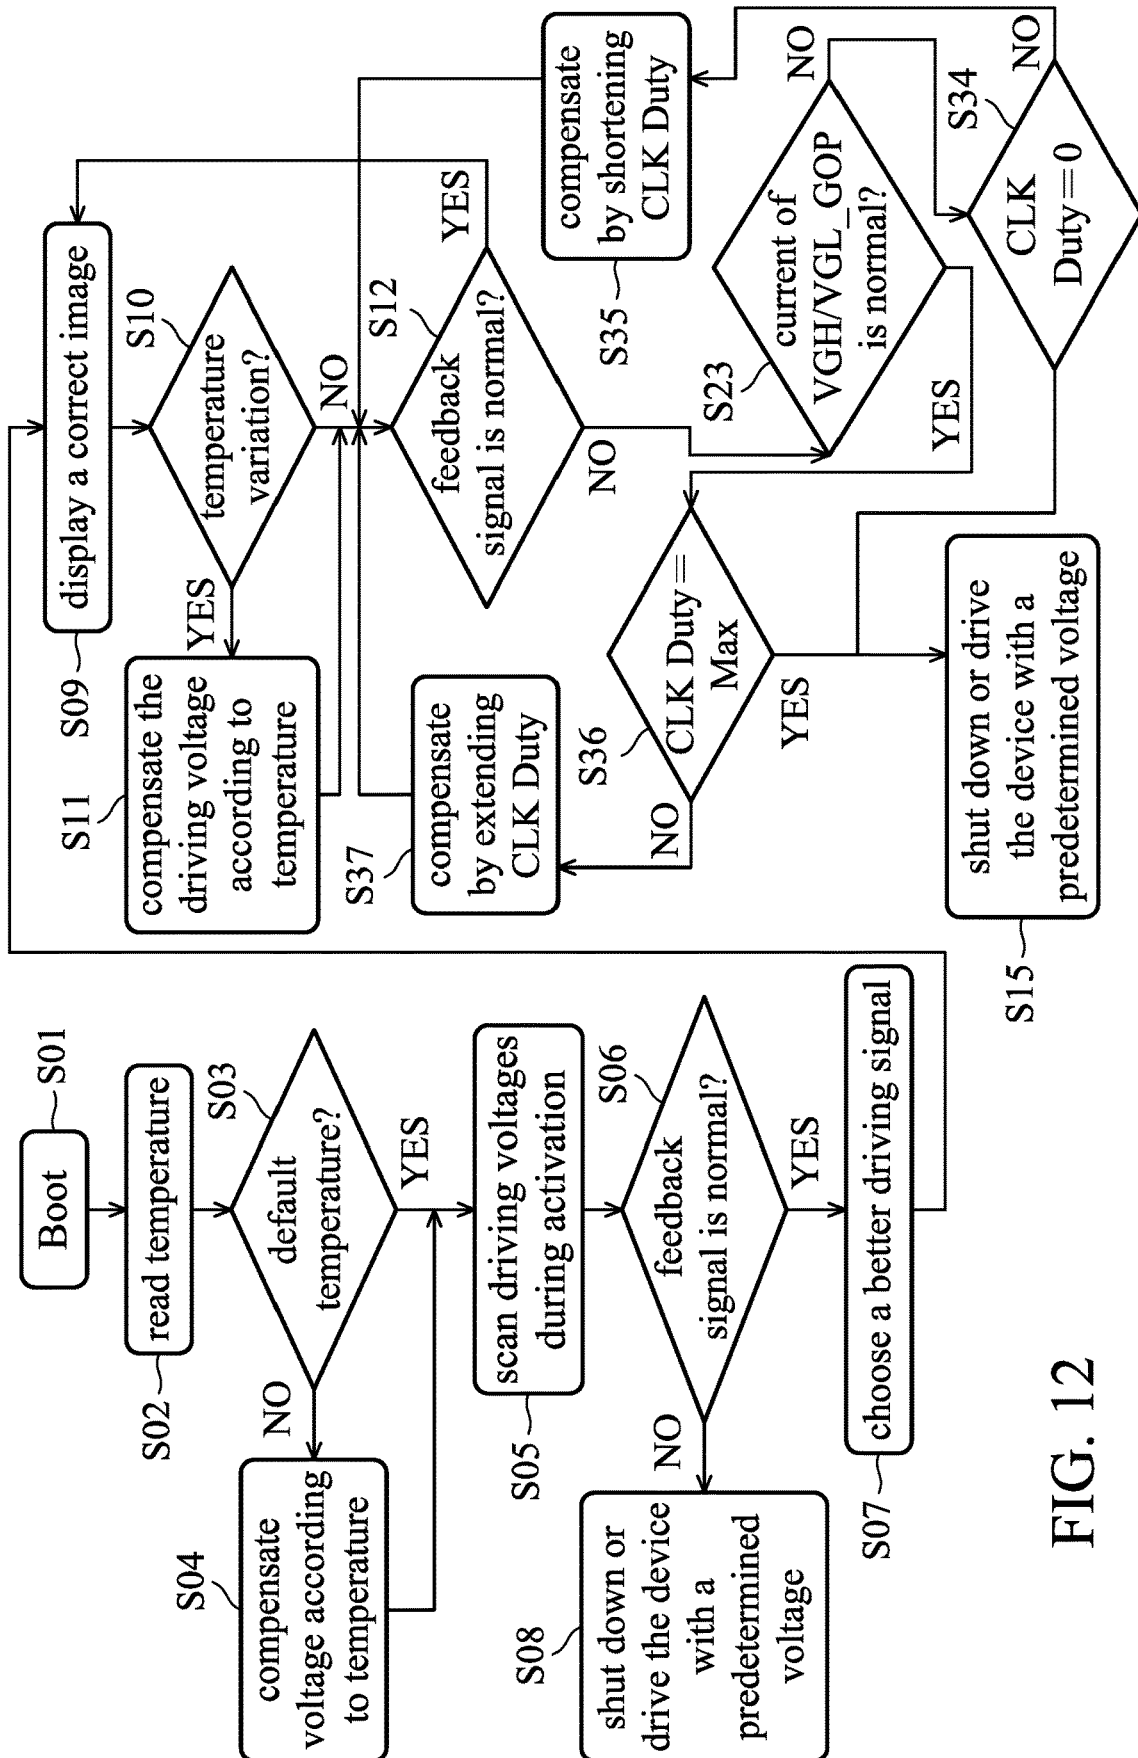 Boot
S01
read temperature
S02
default
temperature?
S03
NO
YES
compensate
voltage according
to temperature
S04
scan driving voltages
during activation
S05
feedback
signal is normal?
S06
NO
YES
shut down or
drive the device
with a
predetermined
voltage
S08
choose a better driving signal
S07
display a correct image
S09
temperature
variation?
S10
YES
NO
compensate the
driving voltage
according to
temperature
S11
feedback
signal is normal?
S12
YES
NO
compensate
by shortening
CLK Duty
S35
compensate
by extending
CLK Duty
S37
current of
VGH/VGL_GOP
is normal?
S23
NO
YES
CLK Duty=
Max
S36
NO
YES
CLK
Duty=0
S34
NO
shut down or drive
the device with a
predetermined voltage
S15
FIG. 12